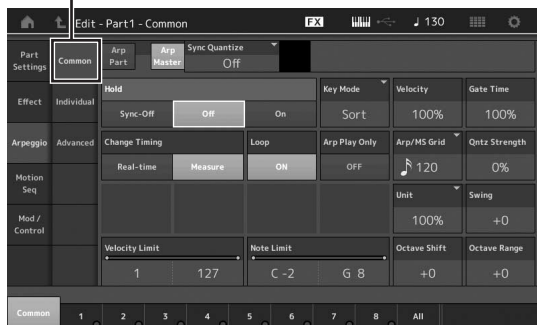 Edit - Part1 - Common FX 130
Part Settings
Common
Arp Part
Arp Master
Sync Quantize
Off
Effect
Individual
Hold
Sync-Off Off On
Key Mode
Sort
Velocity
100%
Gate Time
100%
Arpeggio
Advanced
Change Timing
Real-time Measure
Loop
ON
Arp Play Only
OFF
Arp/MS Grid
120
Qntz Strength
0%
Motion Seq
Unit
100%
Swing
+0
Mod / Control
Velocity Limit
1 127
Note Limit
C -2 G 8
Octave Shift
+0
Octave Range
+0
Common 1 2 3 4 5 6 7 8 All